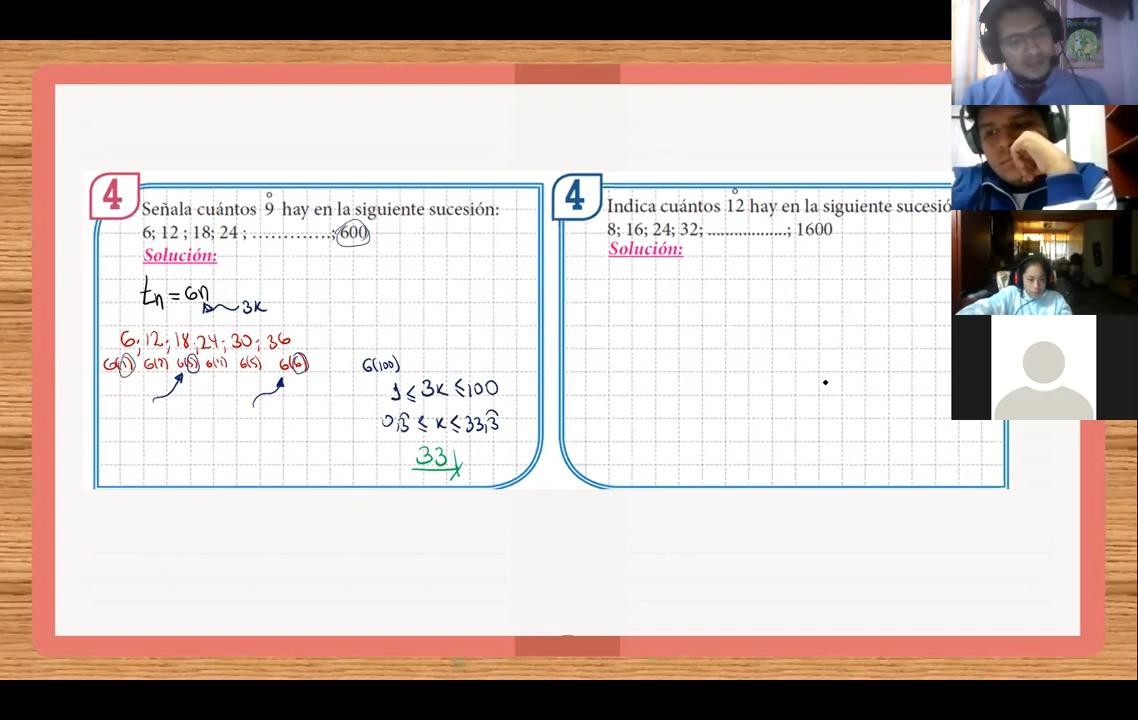 4
Señala cuántos 9̊ hay en la siguiente sucesión:
6; 12 ; 18; 24 ; .............; 600
Solución:
tn = 6n
3k
6; 12; 18; 24; 30; 36
6(1) 6(2) 6(3) 6(4) 6(5) 6(6)
6(100)
1 ≤ 3k ≤ 100
0,3̂ ≤ k ≤ 33,3̂
33
4
Indica cuántos 12̊ hay en la siguiente sucesió
8; 16; 24; 32; ...................; 1600
Solución: